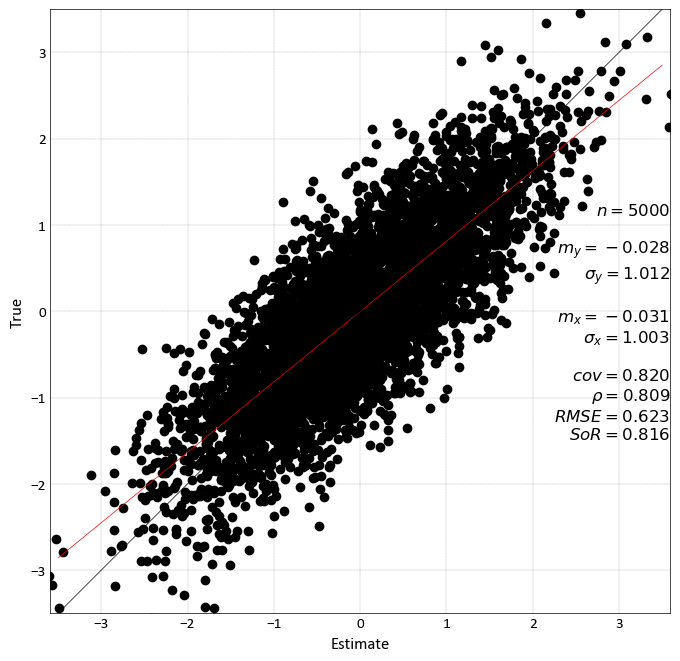 3
2
1
0
−1
−2
−3
True
n = 5000
m_y = −0.028
σ_y = 1.012
m_x = −0.031
σ_x = 1.003
cov = 0.820
ρ = 0.809
RMSE = 0.623
SoR = 0.816
−3 −2 −1 0 1 2 3
Estimate